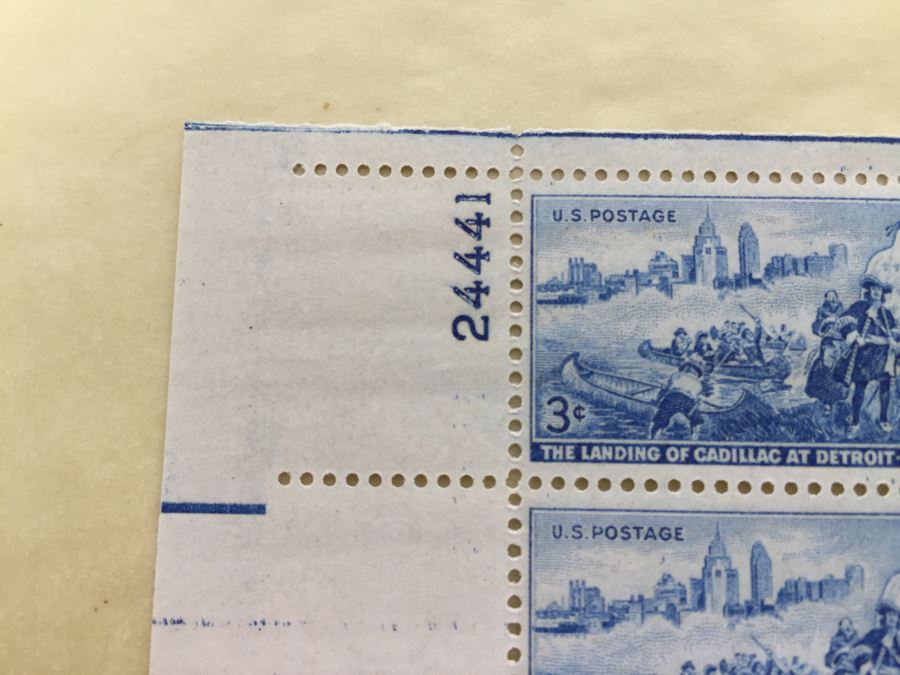 24441
U.S. POSTAGE
3¢
THE LANDING OF CADILLAC AT DETROIT-
U.S. POSTAGE